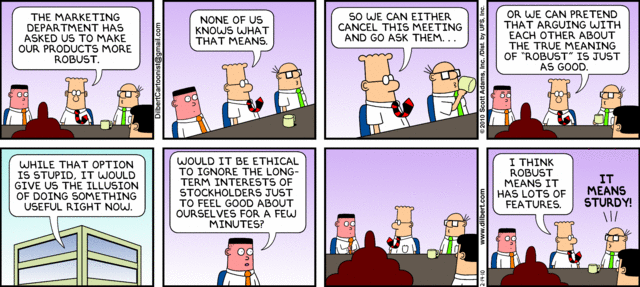 THE MARKETING
DEPARTMENT HAS
ASKED US TO MAKE
OUR PRODUCTS MORE
ROBUST.
DilbertCartoonist@gmail.com
NONE OF US
KNOWS WHAT
THAT MEANS.
SO WE CAN EITHER
CANCEL THIS MEETING
AND GO ASK THEM...
© 2010 Scott Adams, Inc. /Dist. by UFS, Inc.
OR WE CAN PRETEND
THAT ARGUING WITH
EACH OTHER ABOUT
THE TRUE MEANING
OF "ROBUST" IS JUST
AS GOOD.
WHILE THAT OPTION
IS STUPID, IT WOULD
GIVE US THE ILLUSION
OF DOING SOMETHING
USEFUL RIGHT NOW.
WOULD IT BE ETHICAL
TO IGNORE THE LONG-
TERM INTERESTS OF
STOCKHOLDERS JUST
TO FEEL GOOD ABOUT
OURSELVES FOR A FEW
MINUTES?
www.dilbert.com
2-14-10
I THINK
ROBUST
MEANS IT
HAS LOTS OF
FEATURES.
IT
MEANS
STURDY!